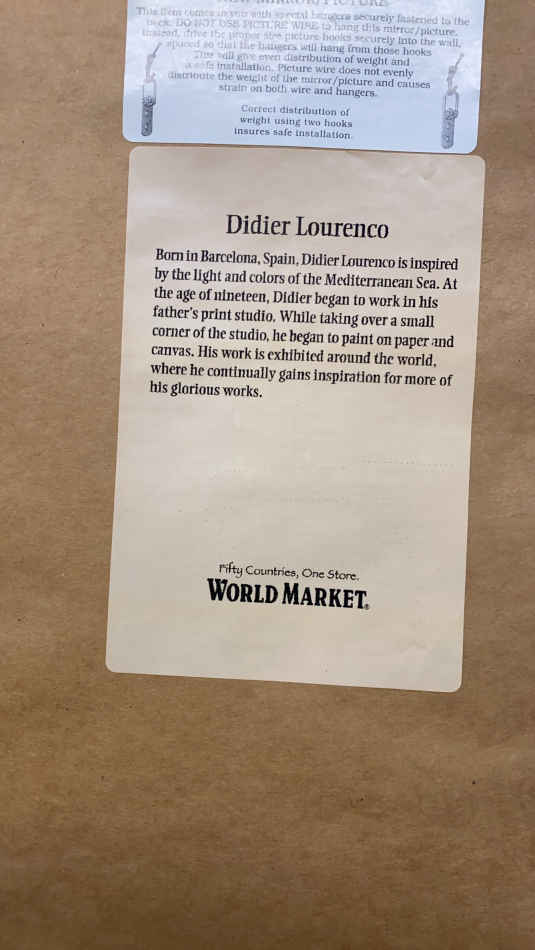 This item comes to you with special hangers securely fastened to the
back. DO NOT USE PICTURE WIRE to hang this mirror/picture.
Instead, drive the proper size picture hooks securely into the wall,
spaced so that the hangers will hang from those hooks
This will give even distribution of weight and
a safe installation. Picture wire does not evenly
distribute the weight of the mirror/picture and causes
strain on both wire and hangers.
Correct distribution of
weight using two hooks
insures safe installation.
Didier Lourenco
Born in Barcelona, Spain, Didier Lourenco is inspired
by the light and colors of the Mediterranean Sea. At
the age of nineteen, Didier began to work in his
father's print studio. While taking over a small
corner of the studio, he began to paint on paper and
canvas. His work is exhibited around the world,
where he continually gains inspiration for more of
his glorious works.
Fifty Countries, One Store.
WORLD MARKET®